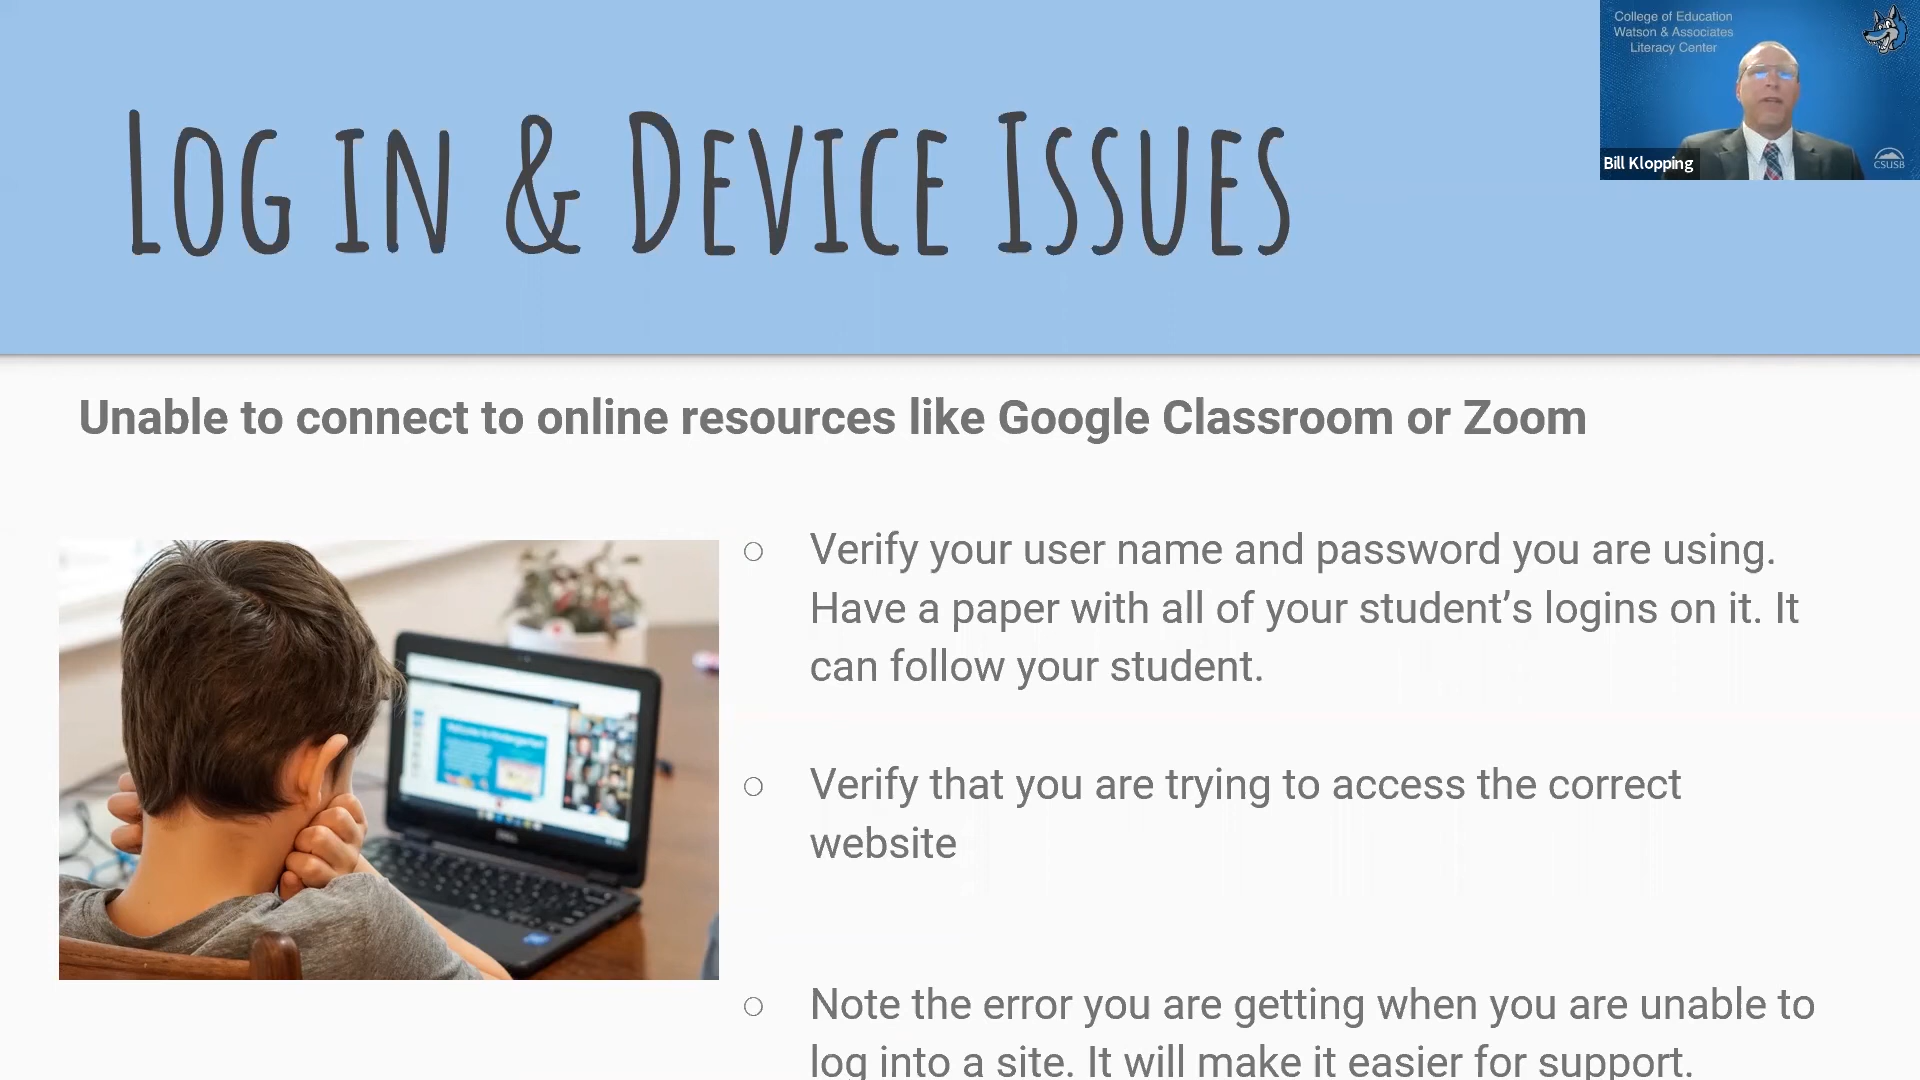 College of Education
Watson & Associates
Literacy Center
Bill Klopping
CSUSB
LOG IN & DEVICE ISSUES
Unable to connect to online resources like Google Classroom or Zoom
Verify your user name and password you are using.
Have a paper with all of your student’s logins on it. It
can follow your student.
Verify that you are trying to access the correct
website
Note the error you are getting when you are unable to
log into a site. It will make it easier for support.
Welcome to Kindergarten
DELL